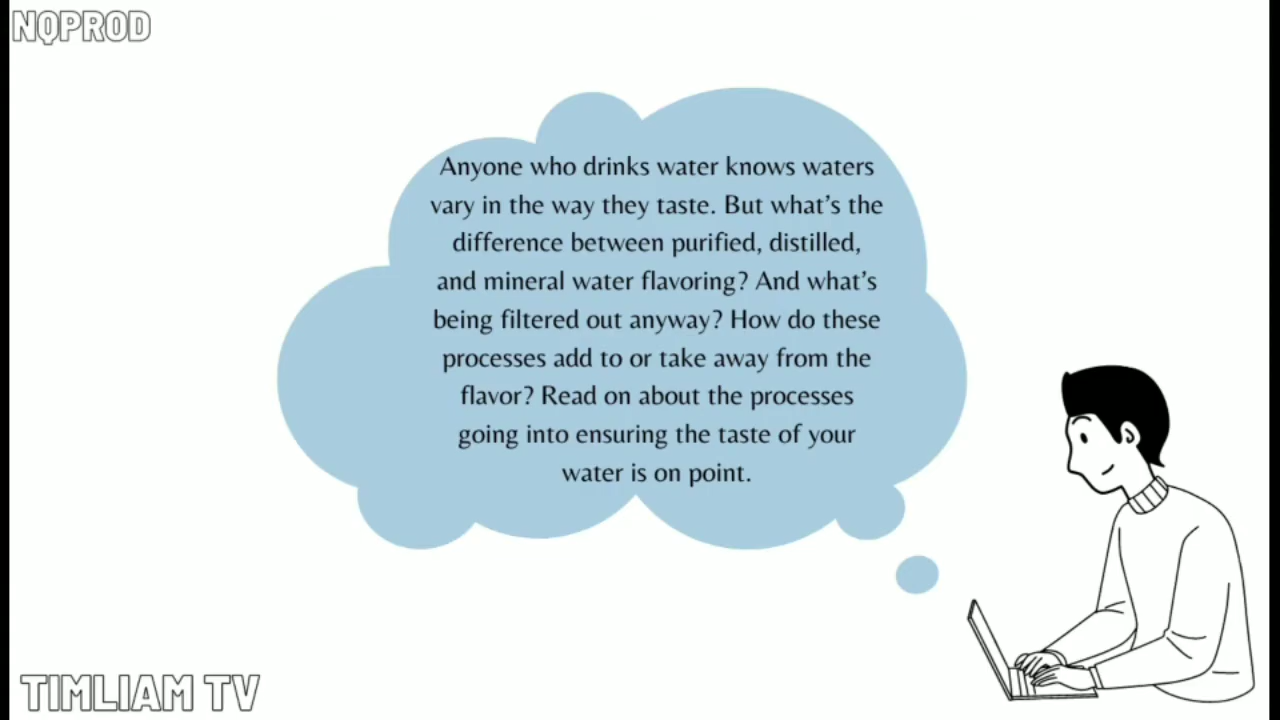 NQPROD
Anyone who drinks water knows waters
vary in the way they taste. But what’s the
difference between purified, distilled,
and mineral water flavoring? And what’s
being filtered out anyway? How do these
processes add to or take away from the
flavor? Read on about the processes
going into ensuring the taste of your
water is on point.
TIMLIAM TV